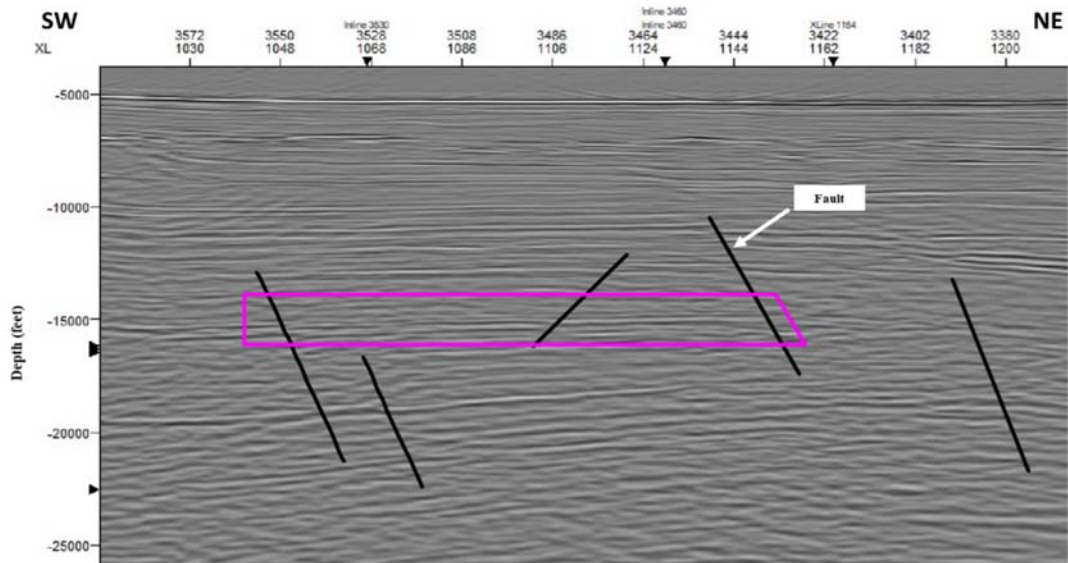 SW
NE
Inline 3530
Inline 3460
Inline 3460
XLine 1164
3572 3550 3528 3508 3486 3464 3444 3422 3402 3380
XL 1030 1048 1068 1086 1106 1124 1144 1162 1182 1200
-5000
-10000
Fault
-15000
Depth (feet)
-20000
-25000